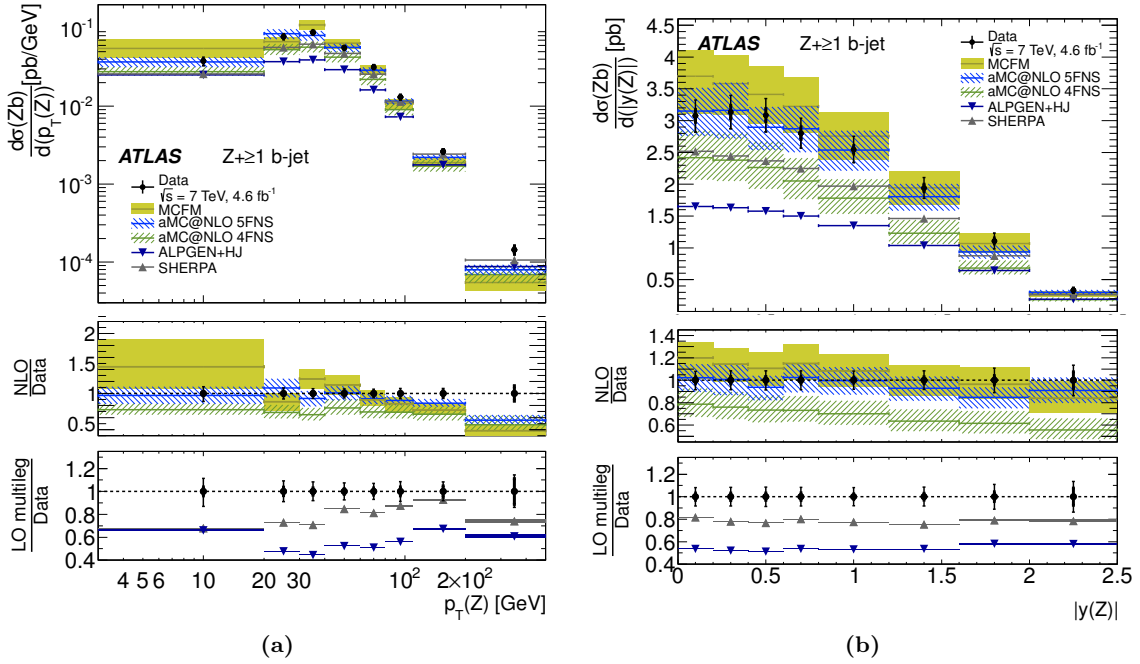 dσ(Zb)
d(p_T(Z)) [pb/GeV]
10⁻¹
10⁻²
10⁻³
10⁻⁴
ATLAS Z+≥1 b-jet
Data
√s = 7 TeV, 4.6 fb⁻¹
MCFM
aMC@NLO 5FNS
aMC@NLO 4FNS
ALPGEN+HJ
SHERPA
NLO
Data
2
1.5
1
0.5
LO multileg
Data
1.2
1
0.8
0.6
0.4
4 5 6 10 20 30 10² 2×10²
p_T(Z) [GeV]
(a)
dσ(Zb)
d(|y(Z)|) [pb]
4.5
4
3.5
3
2.5
2
1.5
1
0.5
ATLAS Z+≥1 b-jet
Data
√s = 7 TeV, 4.6 fb⁻¹
MCFM
aMC@NLO 5FNS
aMC@NLO 4FNS
ALPGEN+HJ
SHERPA
NLO
Data
1.4
1.2
1
0.8
0.6
LO multileg
Data
1.4
1.2
1
0.8
0.6
0.4
0 0.5 1 1.5 2 2.5
|y(Z)|
(b)